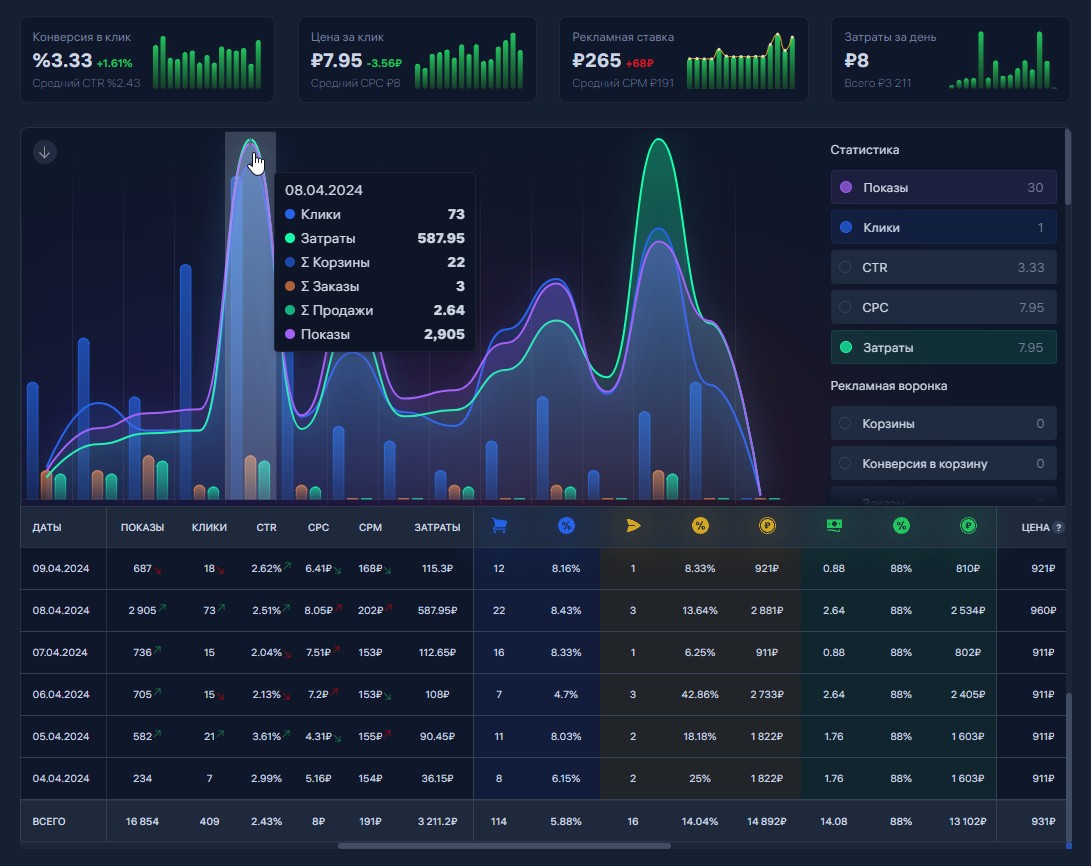 Конверсия в клик
%3.33 +1.61%
Средний CTR %2.43
Цена за клик
₽7.95 -3.56₽
Средний CPC ₽8
Рекламная ставка
₽265 +68₽
Средний CPM ₽191
Затраты за день
₽8
Всего ₽3 211
08.04.2024
Клики 73
Затраты 587.95
Σ Корзины 22
Σ Заказы 3
Σ Продажи 2.64
Показы 2,905
Статистика
Показы 30
Клики 1
CTR 3.33
CPC 7.95
Затраты 7.95
Рекламная воронка
Корзины 0
Конверсия в корзину 0
Заказы 0
ДАТЫ ПОКАЗЫ КЛИКИ CTR CPC CPM ЗАТРАТЫ % % ₽ % ₽ ЦЕНА ?
09.04.2024 687 18 2.62% 6.41₽ 168₽ 115.3₽ 12 8.16% 1 8.33% 921₽ 0.88 88% 810₽ 921₽
08.04.2024 2 905 73 2.51% 8.05₽ 202₽ 587.95₽ 22 8.43% 3 13.64% 2 881₽ 2.64 88% 2 534₽ 960₽
07.04.2024 736 15 2.04% 7.51₽ 153₽ 112.65₽ 16 8.33% 1 6.25% 911₽ 0.88 88% 802₽ 911₽
06.04.2024 705 15 2.13% 7.2₽ 153₽ 108₽ 7 4.7% 3 42.86% 2 733₽ 2.64 88% 2 405₽ 911₽
05.04.2024 582 21 3.61% 4.31₽ 155₽ 90.45₽ 11 8.03% 2 18.18% 1 822₽ 1.76 88% 1 603₽ 911₽
04.04.2024 234 7 2.99% 5.16₽ 154₽ 36.15₽ 8 6.15% 2 25% 1 822₽ 1.76 88% 1 603₽ 911₽
ВСЕГО 16 854 409 2.43% 8₽ 191₽ 3 211.2₽ 114 5.88% 16 14.04% 14 892₽ 14.08 88% 13 102₽ 931₽